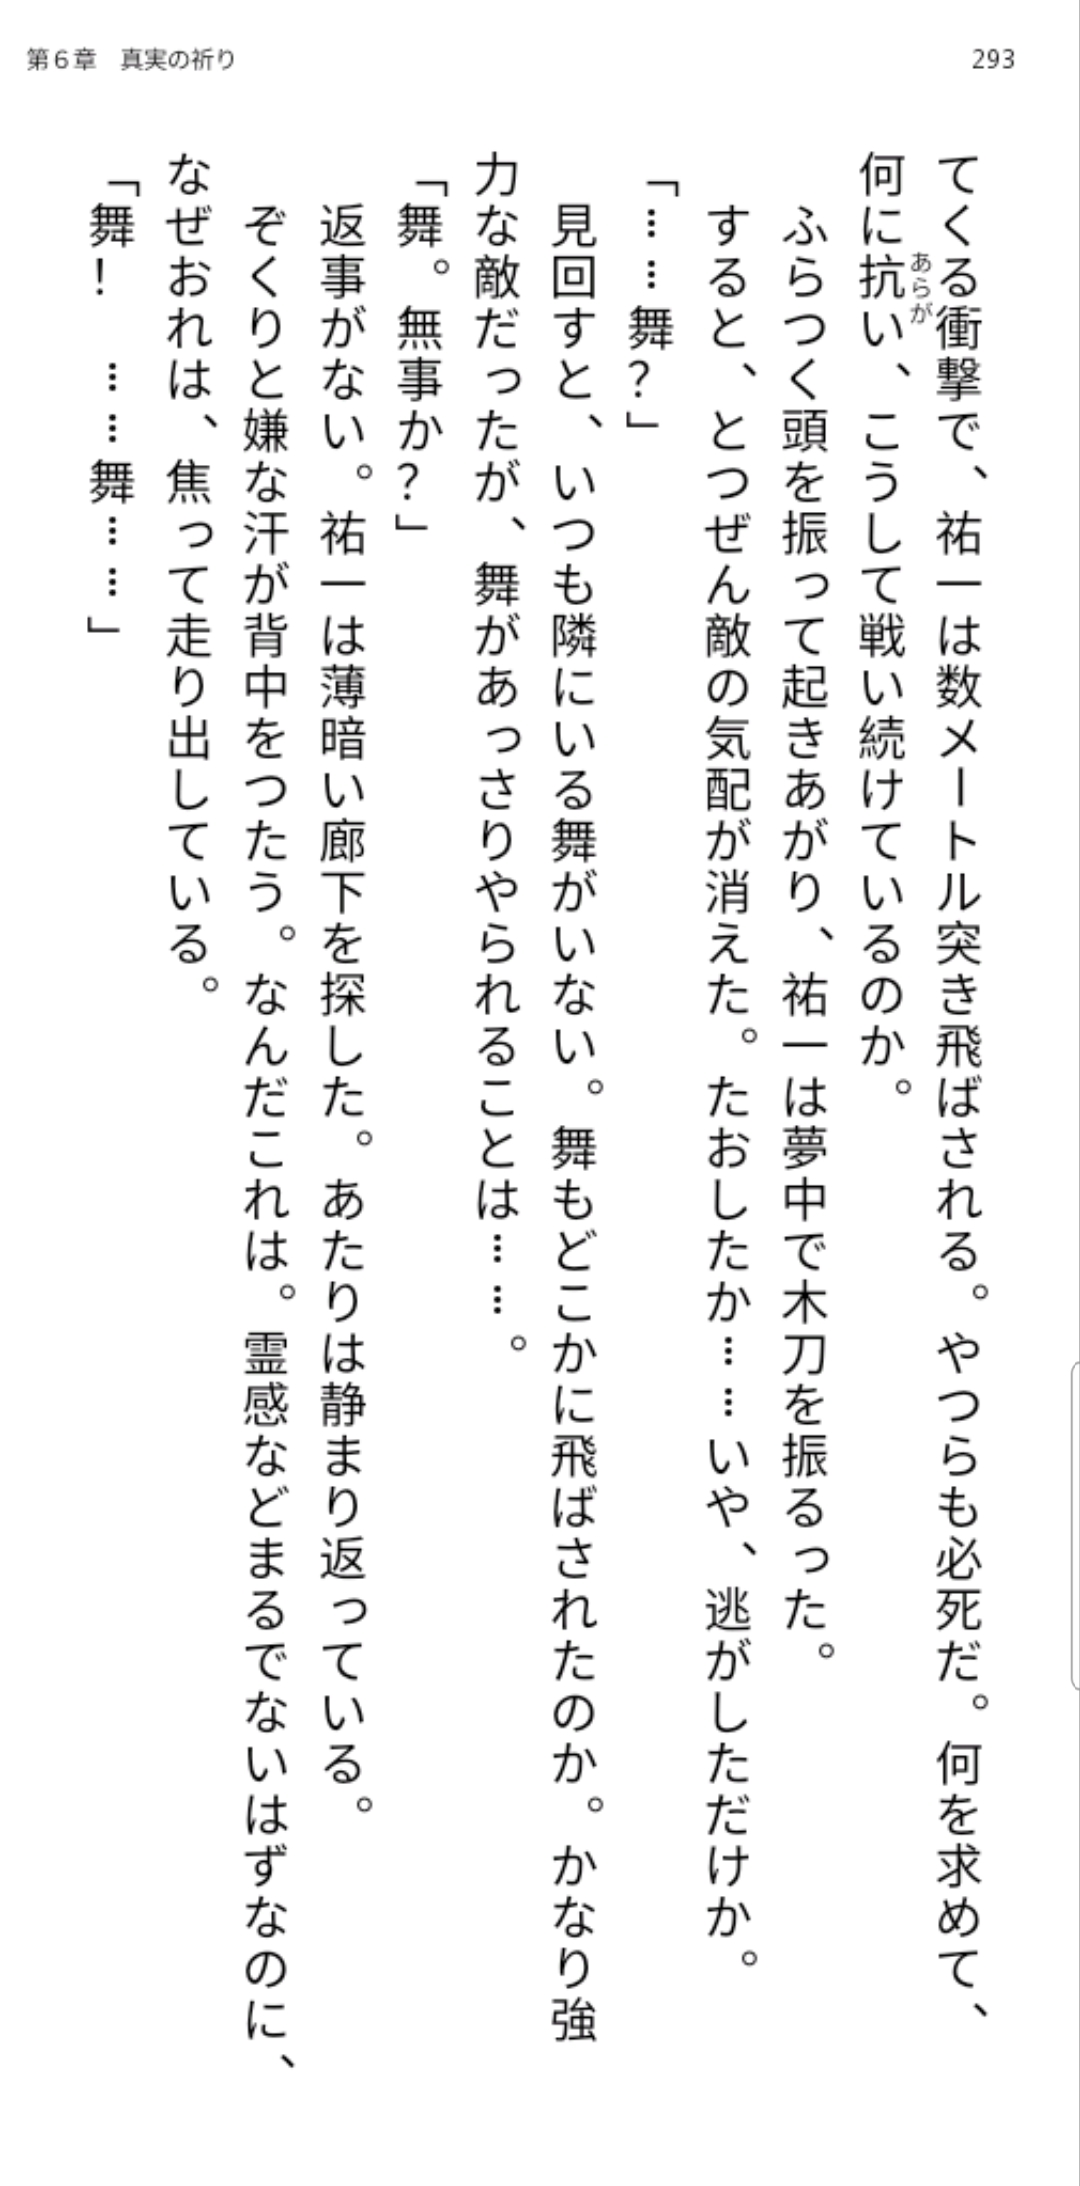 第６章　真実の祈り
293
てくる衝撃で、祐一は数メートル突き飛ばされる。やつらも必死だ。何を求めて、
何に抗い、こうして戦い続けているのか。
あらが
　ふらつく頭を振って起きあがり、祐一は夢中で木刀を振るった。
　すると、とつぜん敵の気配が消えた。たおしたか……いや、逃がしただけか。
「……舞？」
　見回すと、いつも隣にいる舞がいない。舞もどこかに飛ばされたのか。かなり強
力な敵だったが、舞があっさりやられることは……。
「舞。無事か？」
　返事がない。祐一は薄暗い廊下を探した。あたりは静まり返っている。
　ぞくりと嫌な汗が背中をつたう。なんだこれは。霊感などまるでないはずなのに、
なぜおれは、焦って走り出している。
「舞！　……舞……」